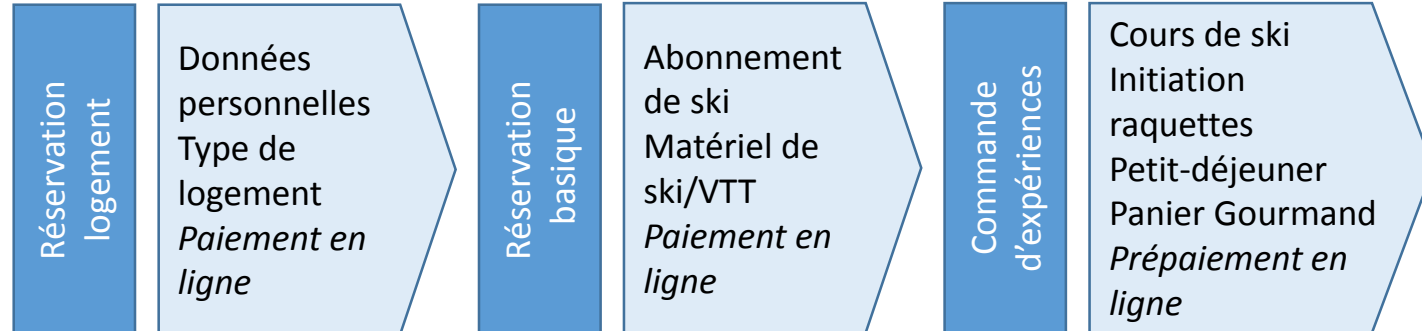 Réservation
logement
Données
personnelles
Type de
logement
Paiement en
ligne
Réservation
basique
Abonnement
de ski
Matériel de
ski/VTT
Paiement en
ligne
Commande
d’expériences
Cours de ski
Initiation
raquettes
Petit-déjeuner
Panier Gourmand
Prépaiement en
ligne